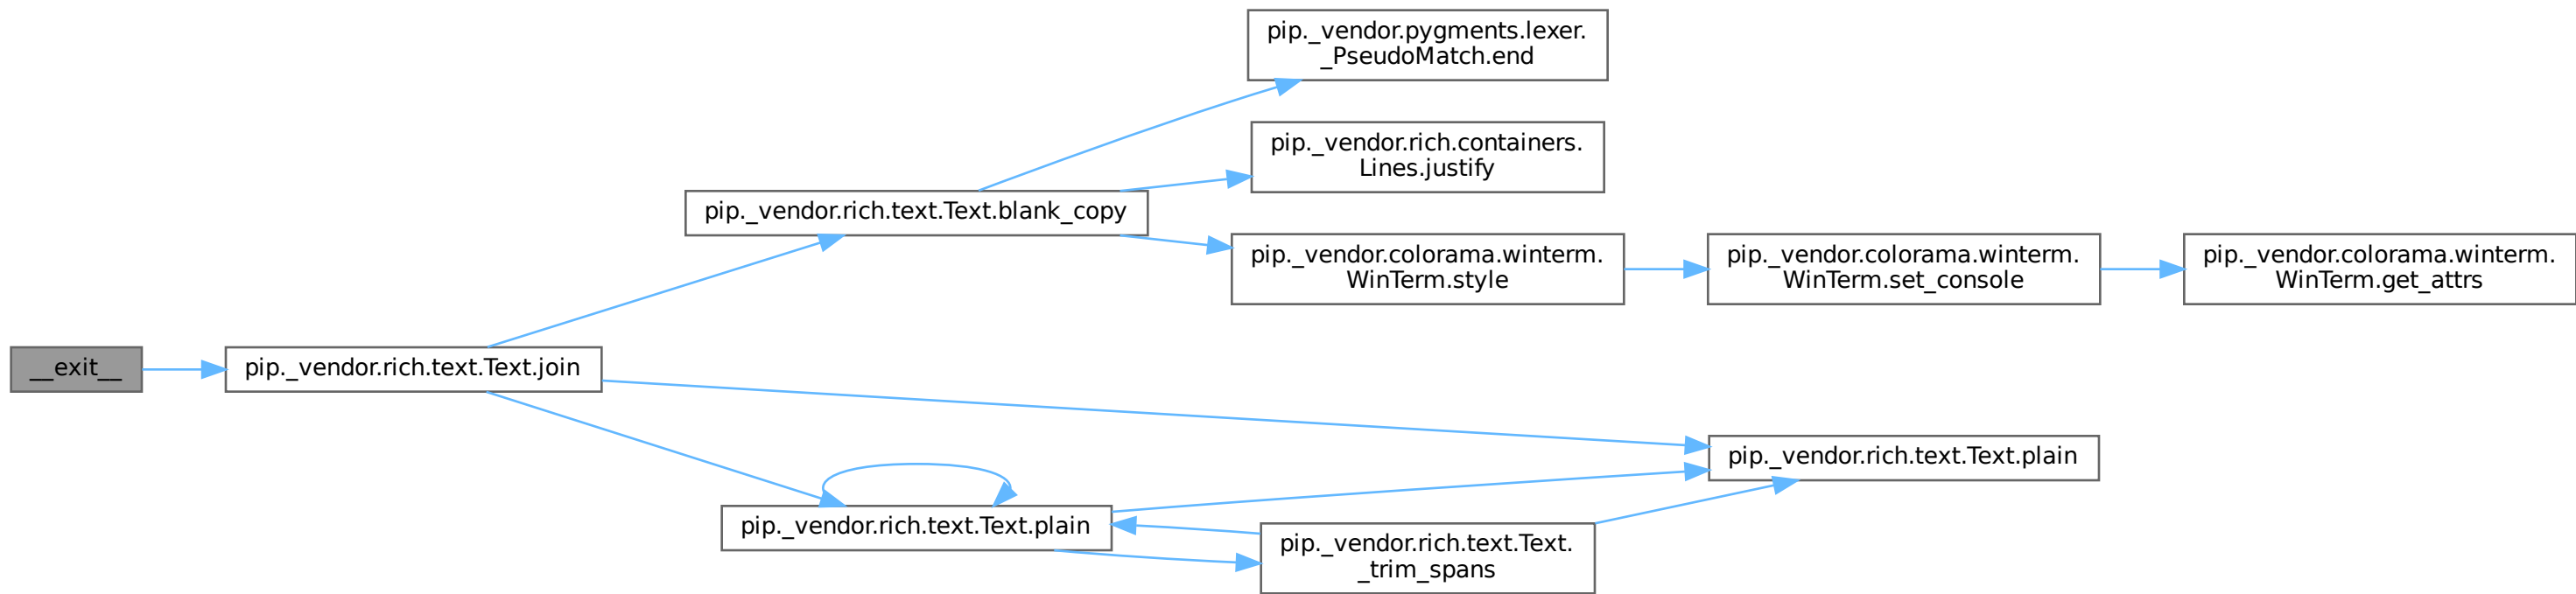 pip._vendor.pygments.lexer.
_PseudoMatch.end
pip._vendor.rich.containers.
Lines.justify
pip._vendor.rich.text.Text.blank_copy
pip._vendor.colorama.winterm.
WinTerm.style
pip._vendor.colorama.winterm.
WinTerm.set_console
pip._vendor.colorama.winterm.
WinTerm.get_attrs
__exit__
pip._vendor.rich.text.Text.join
pip._vendor.rich.text.Text.plain
pip._vendor.rich.text.Text.plain
pip._vendor.rich.text.Text.
_trim_spans